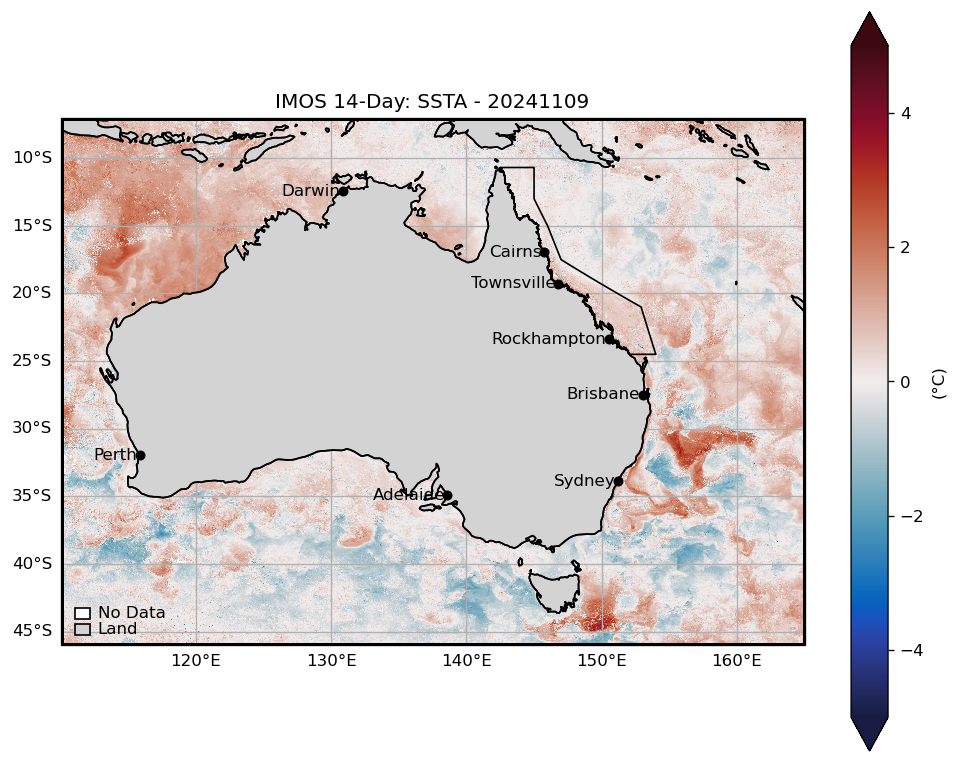 IMOS 14-Day: SSTA - 20241109
10°S
15°S
20°S
25°S
30°S
35°S
40°S
45°S
Darwin
Cairns
Townsville
Rockhampton
Brisbane
Perth
Sydney
Adelaide
No Data
Land
120°E
130°E
140°E
150°E
160°E
4
2
0
−2
−4
(°C)